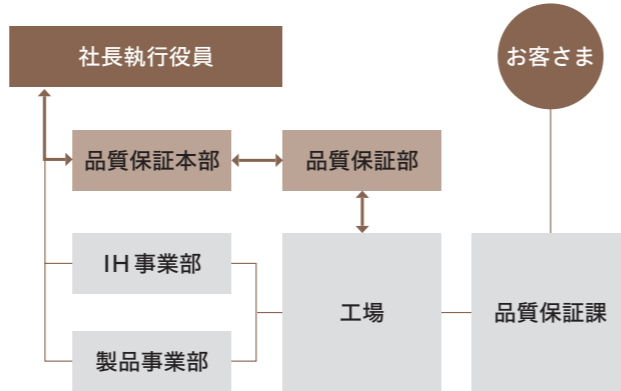 社長執行役員
お客さま
品質保証本部
品質保証部
IH事業部
工場
品質保証課
製品事業部